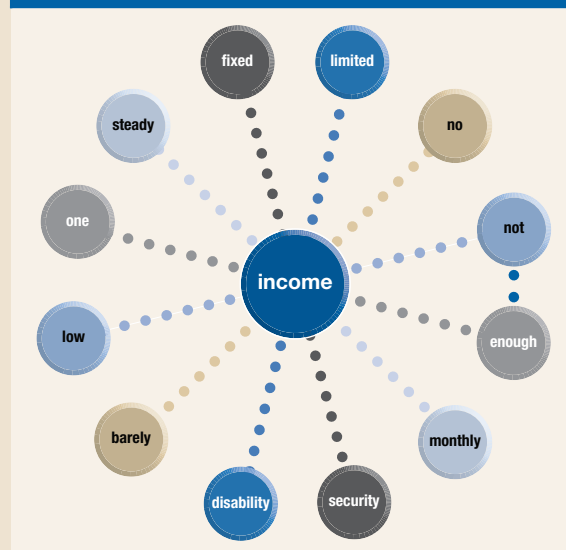 fixed
limited
steady
no
one
not
income
low
enough
barely
monthly
disability
security